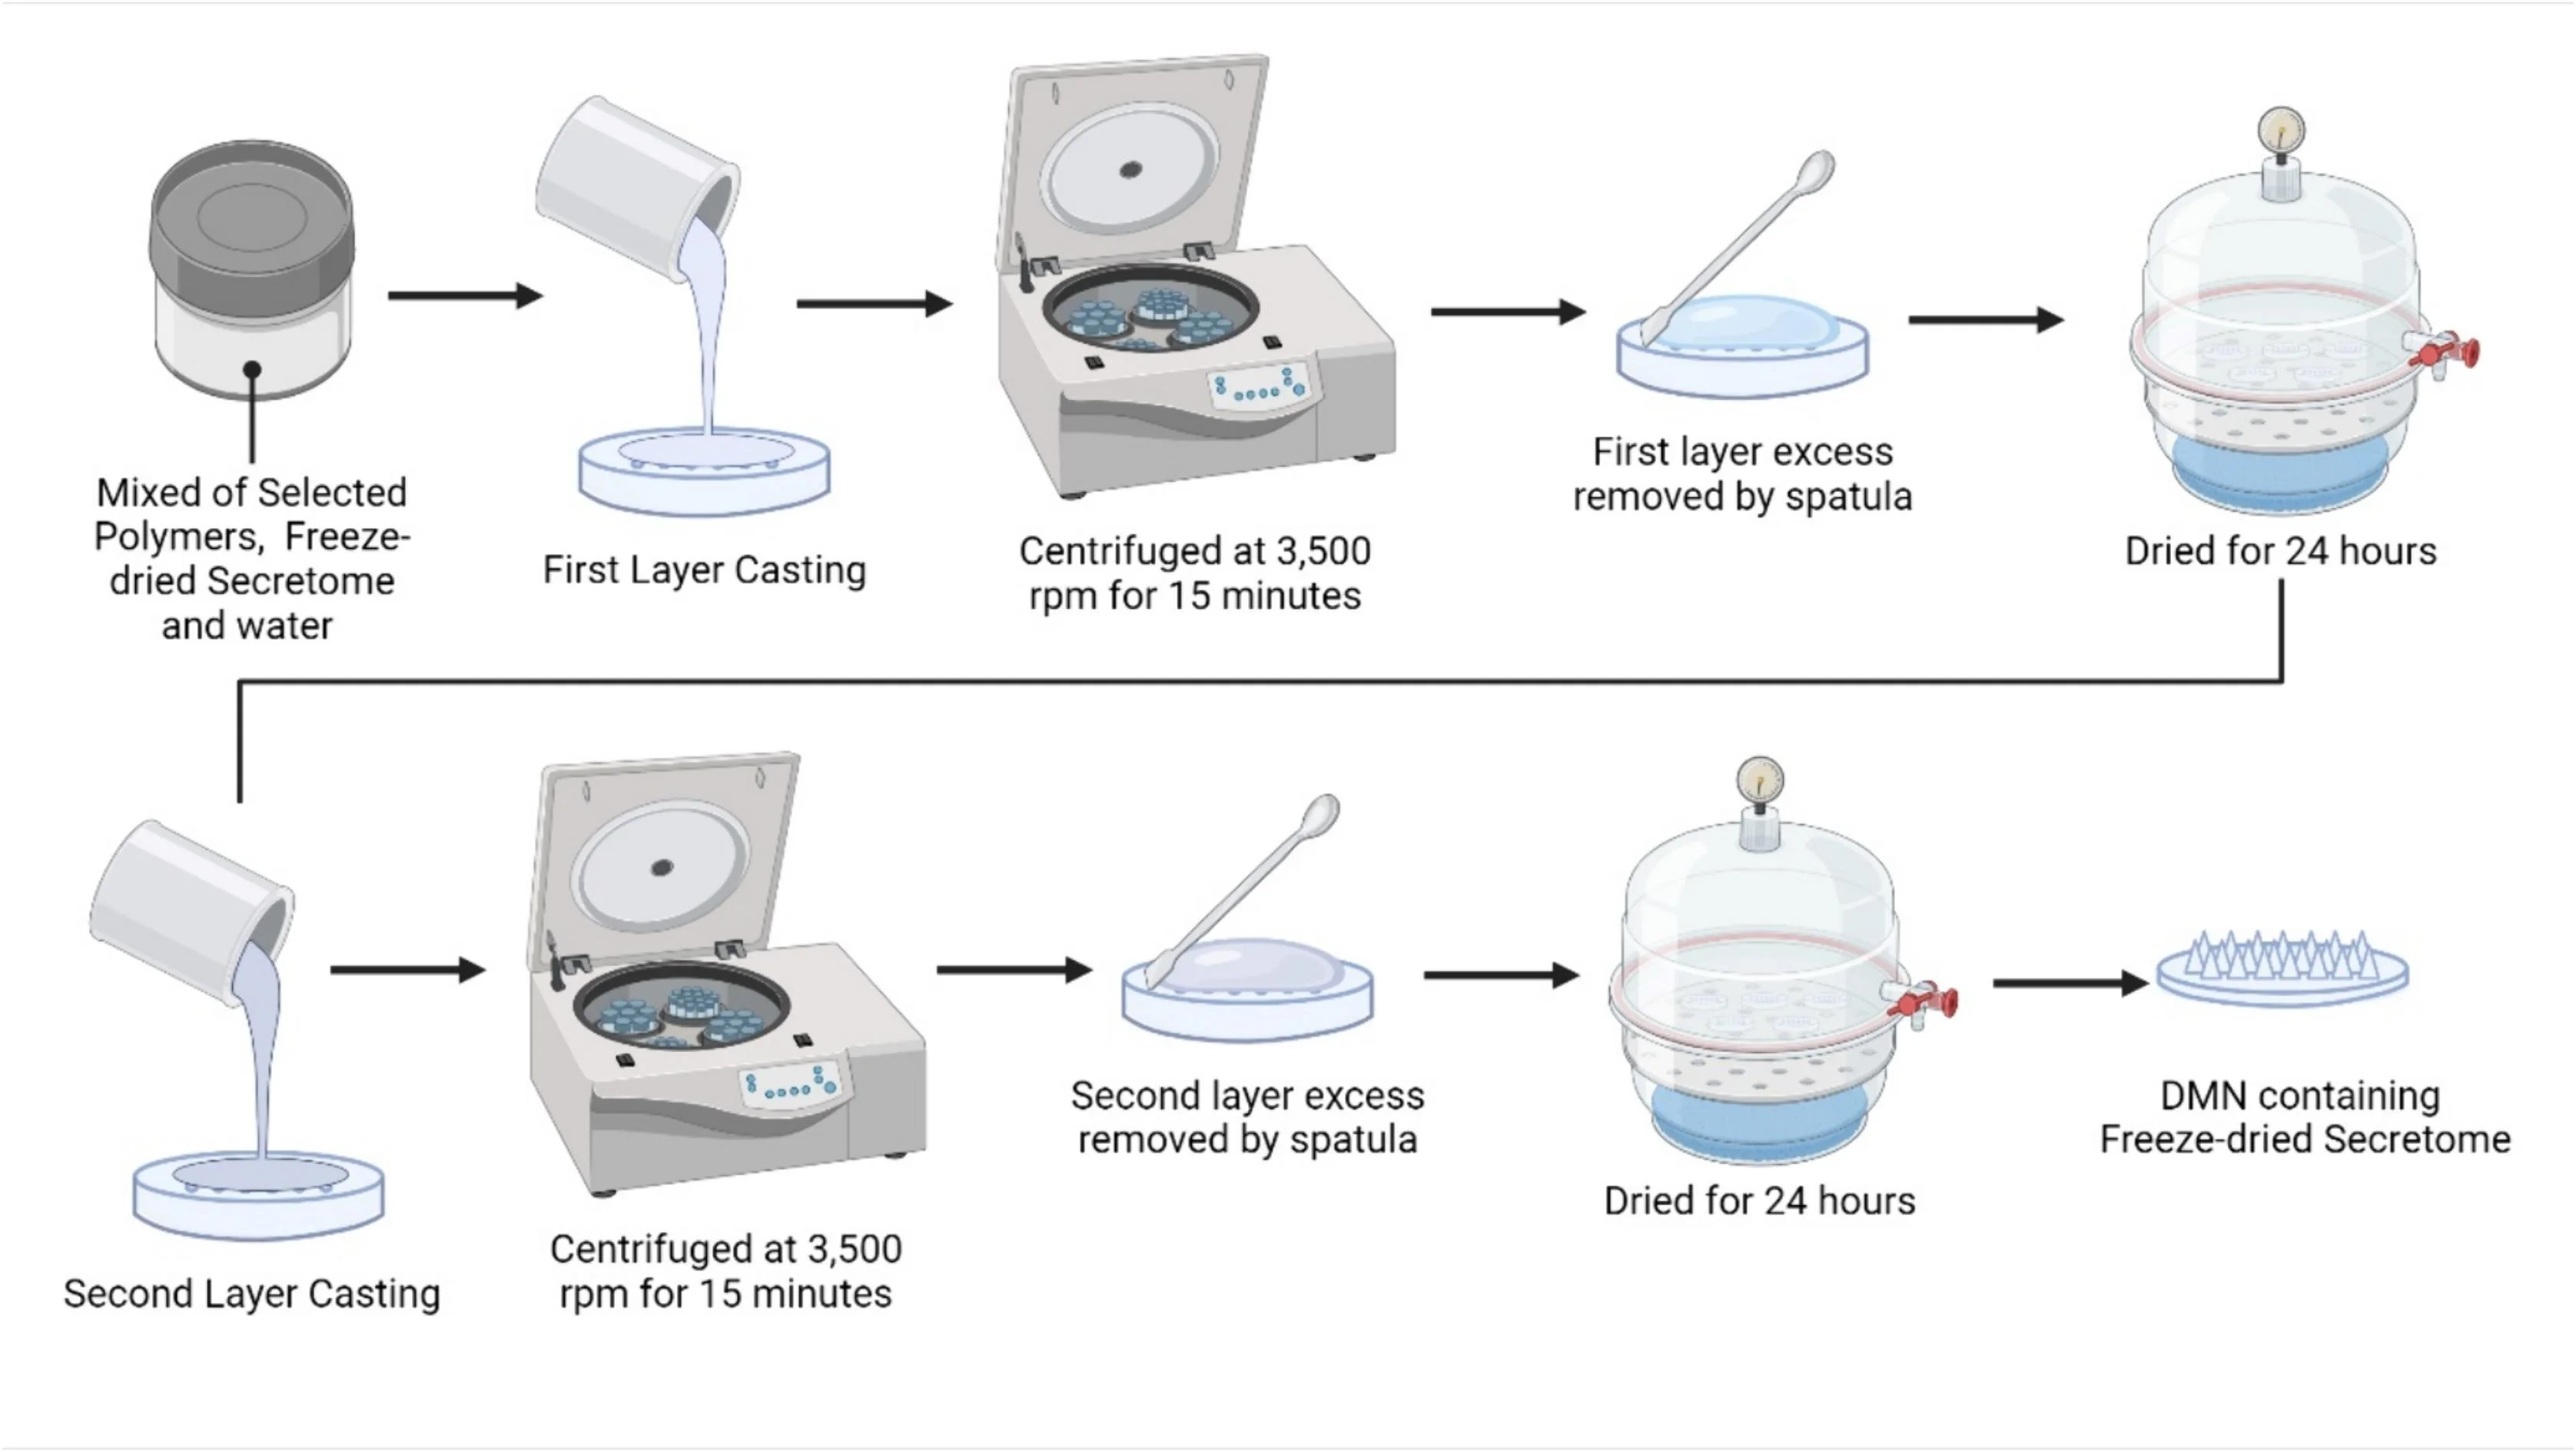 Mixed of Selected
Polymers, Freeze-
dried Secretome
and water
First Layer Casting
Centrifuged at 3,500
rpm for 15 minutes
First layer excess
removed by spatula
Dried for 24 hours
Second Layer Casting
Centrifuged at 3,500
rpm for 15 minutes
Second layer excess
removed by spatula
Dried for 24 hours
DMN containing
Freeze-dried Secretome